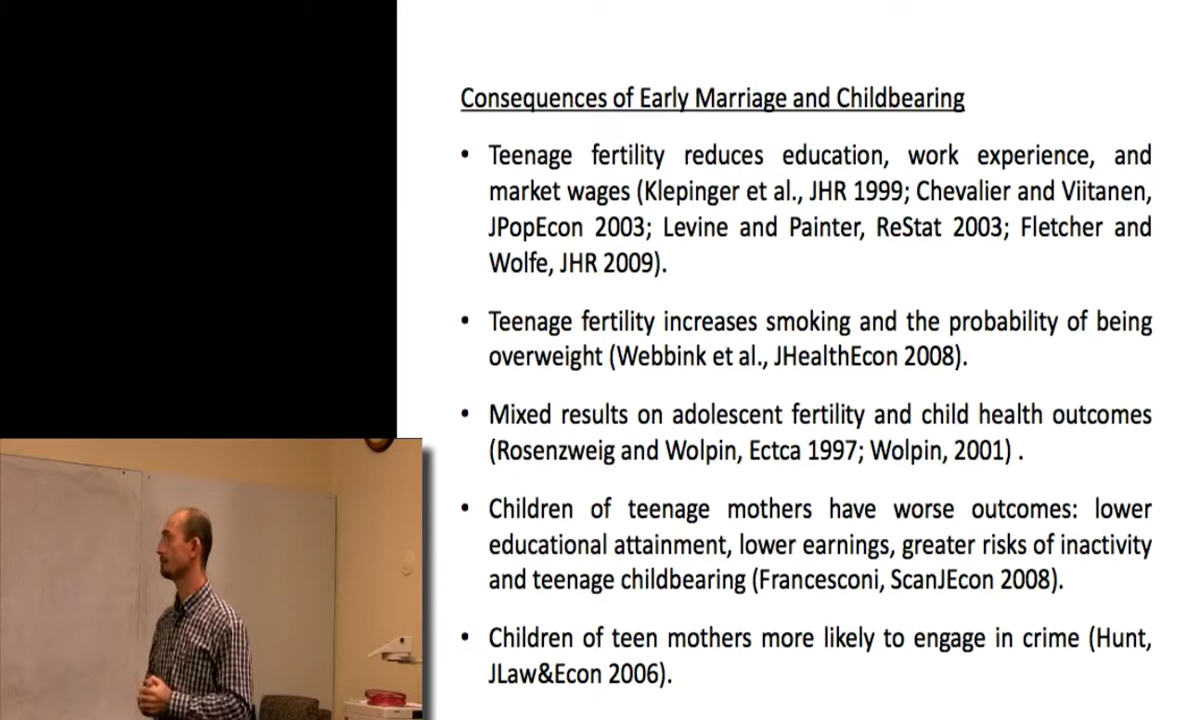 Consequences of Early Marriage and Childbearing
• Teenage fertility reduces education, work experience, and
market wages (Klepinger et al., JHR 1999; Chevalier and Viitanen,
JPopEcon 2003; Levine and Painter, ReStat 2003; Fletcher and
Wolfe, JHR 2009).
• Teenage fertility increases smoking and the probability of being
overweight (Webbink et al., JHealthEcon 2008).
• Mixed results on adolescent fertility and child health outcomes
(Rosenzweig and Wolpin, Ectca 1997; Wolpin, 2001) .
• Children of teenage mothers have worse outcomes: lower
educational attainment, lower earnings, greater risks of inactivity
and teenage childbearing (Francesconi, ScanJEcon 2008).
• Children of teen mothers more likely to engage in crime (Hunt,
JLaw&Econ 2006).